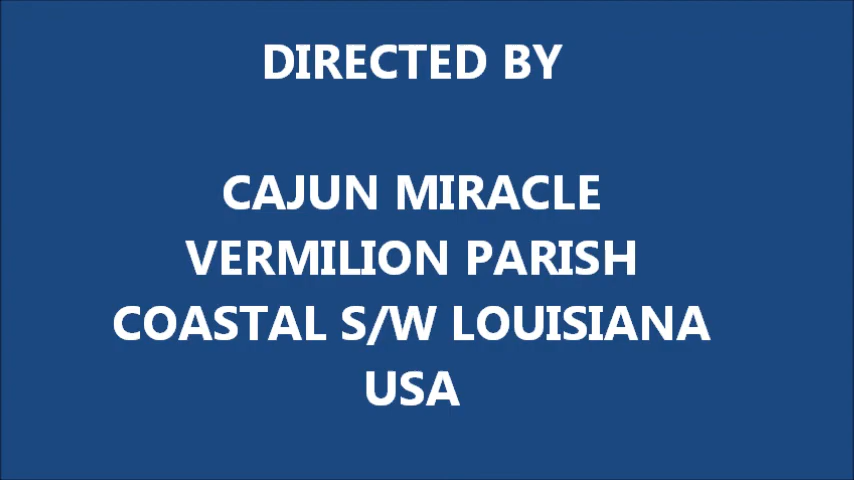 DIRECTED BY
CAJUN MIRACLE
VERMILION PARISH
COASTAL S/W LOUISIANA
USA